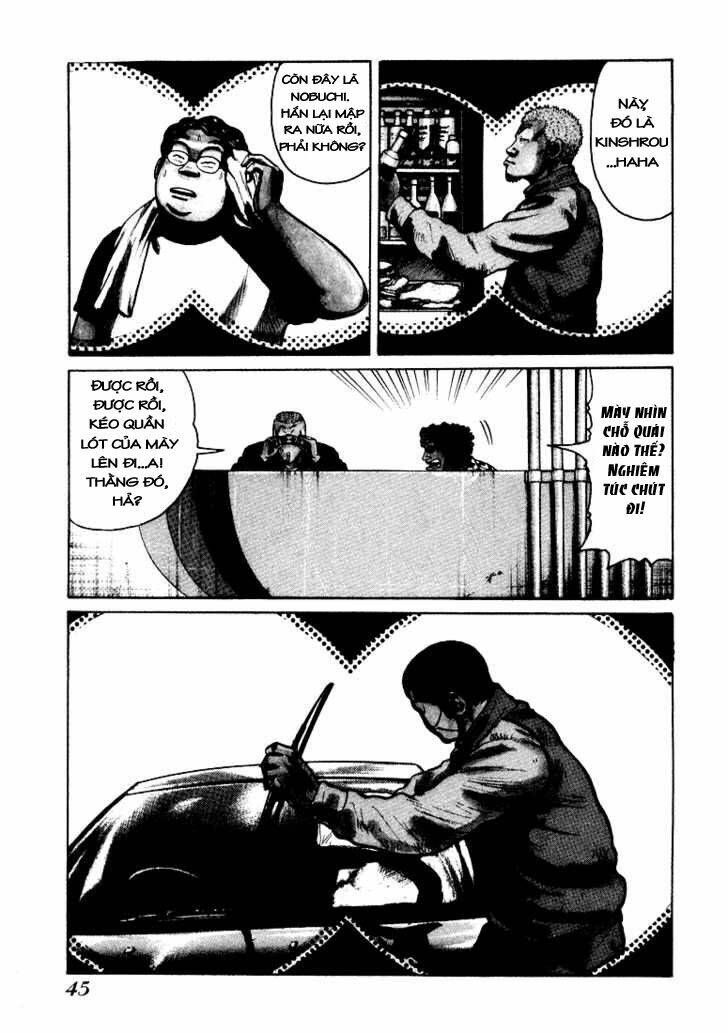 NÀY,
ĐÓ LÀ
KINSHROU
...HAHA
CÒN ĐÂY LÀ
NOBUCHI.
HẮN LẠI MẬP
RA NỮA RỒI,
PHẢI KHÔNG?
MÀY NHÌN
CHỖ QUÁI
NÀO THẾ?
NGHIÊM
TÚC CHÚT
ĐI!
ĐƯỢC RỒI,
ĐƯỢC RỒI,
KÉO QUẦN
LÓT CỦA MÀY
LÊN ĐI...A!
THẰNG ĐÓ,
HẢ?
45